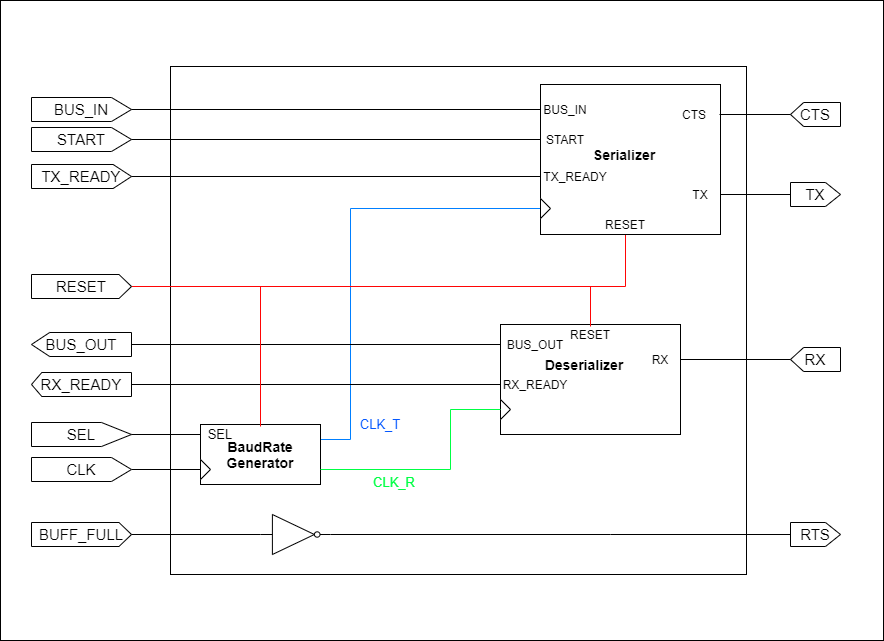 BUS_IN
START
TX_READY
RESET
BUS_OUT
RX_READY
SEL
CLK
BUFF_FULL
BUS_IN
START
TX_READY
Serializer
CTS
TX
RESET
RESET
BUS_OUT
Deserializer
RX
RX_READY
SEL
BaudRate
Generator
CLK_T
CLK_R
CTS
TX
RX
RTS